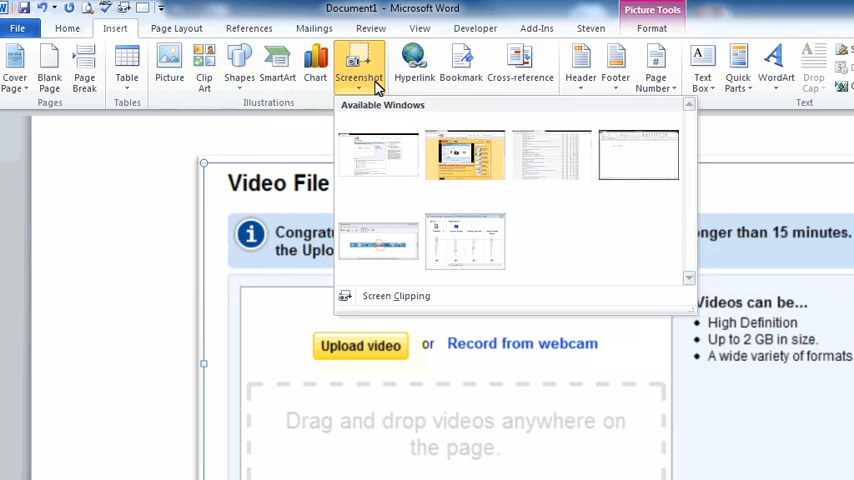 Document1 - Microsoft Word
Picture Tools
File Home Insert Page Layout References Mailings Review View Developer Add-Ins Steven Format
Cover Page Blank Page Page Break Table Picture Clip Art Shapes SmartArt Chart Screenshot Hyperlink Bookmark Cross-reference Header Footer Page Number Text Box Quick Parts WordArt Drop Cap
Pages Tables Illustrations Text
Available Windows
Screen Clipping
Video File
Congrat
the Uplo
onger than 15 minutes.
Videos can be...
High Definition
Up to 2 GB in size.
A wide variety of formats
Upload video or Record from webcam
Drag and drop videos anywhere on
the page.